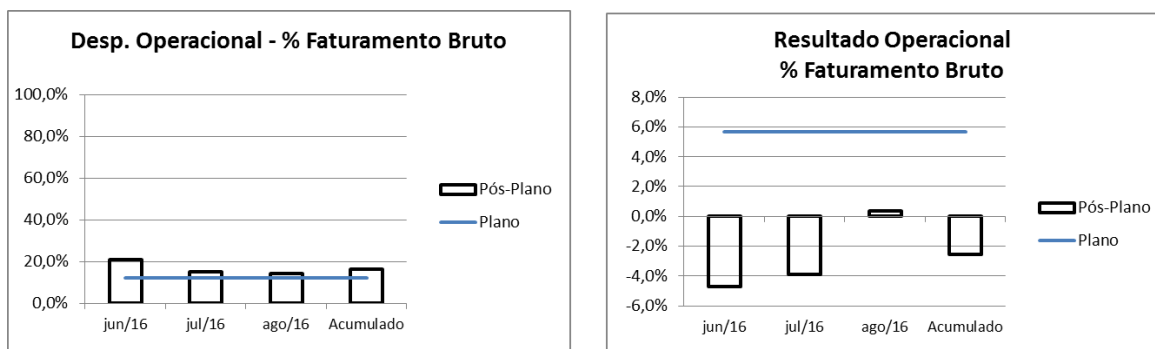 Desp. Operacional - % Faturamento Bruto
100,0%
80,0%
60,0%
40,0%
20,0%
0,0%
jun/16 jul/16 ago/16 Acumulado
Pós-Plano
Plano
Resultado Operacional
% Faturamento Bruto
8,0%
6,0%
4,0%
2,0%
0,0%
-2,0%
-4,0%
-6,0%
jun/16 jul/16 ago/16 Acumulado
Pós-Plano
Plano